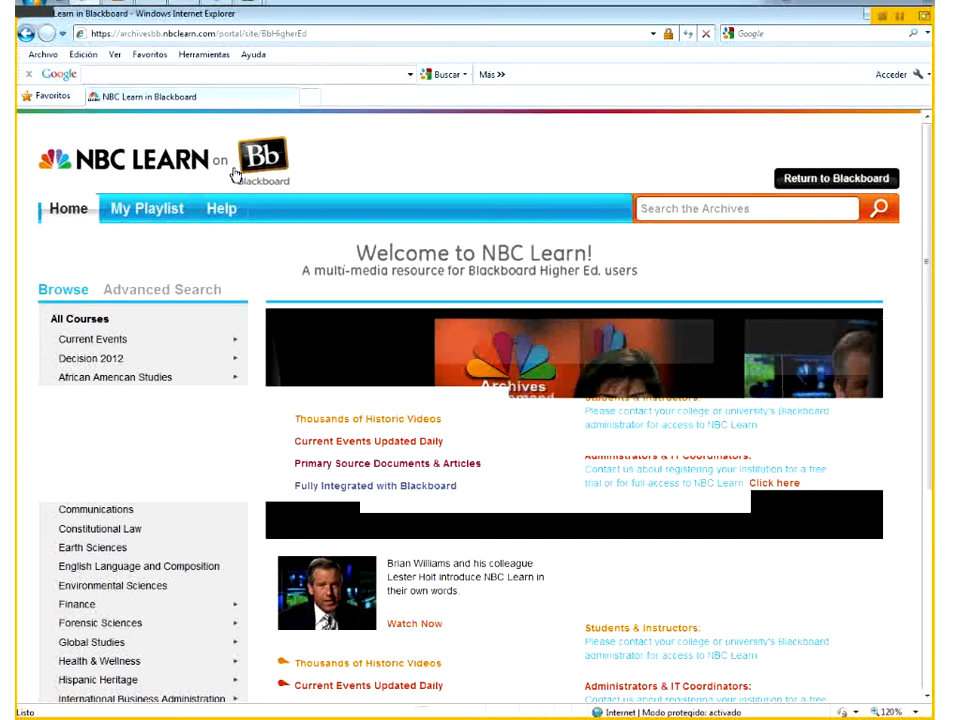 Learn in Blackboard - Windows Internet Explorer
https://archivesbb.nbclearn.com/portal/site/BbHigherEd
Google
Archivo Edición Ver Favoritos Herramientas Ayuda
x Google
Buscar
Más >>
Acceder
Favoritos
NBC Learn in Blackboard
NBC LEARN on Bb
Blackboard
Return to Blackboard
Home My Playlist Help
Search the Archives
Welcome to NBC Learn!
A multi-media resource for Blackboard Higher Ed. users
Browse Advanced Search
All Courses
Current Events
Decision 2012
African American Studies
Archives
Students & Instructors:
Please contact your college or university's Blackboard
administrator for access to NBC Learn
Thousands of Historic Videos
Current Events Updated Daily
Primary Source Documents & Articles
Fully Integrated with Blackboard
Administrators & IT Coordinators:
Contact us about registering your institution for a free
trial or for full-access to NBC Learn Click here
Communications
Constitutional Law
Earth Sciences
English Language and Composition
Environmental Sciences
Finance
Forensic Sciences
Global Studies
Health & Wellness
Hispanic Heritage
International Business Administration
Brian Williams and his colleague
Lester Holt introduce NBC Learn in
their own words.
Watch Now
Thousands of Historic Videos
Current Events Updated Daily
Students & Instructors:
Please contact your college or university's Blackboard
administrator for access to NBC Learn
Administrators & IT Coordinators:
Contact us about registering your institution for a free
Listo
Internet | Modo protegido: activado
120%